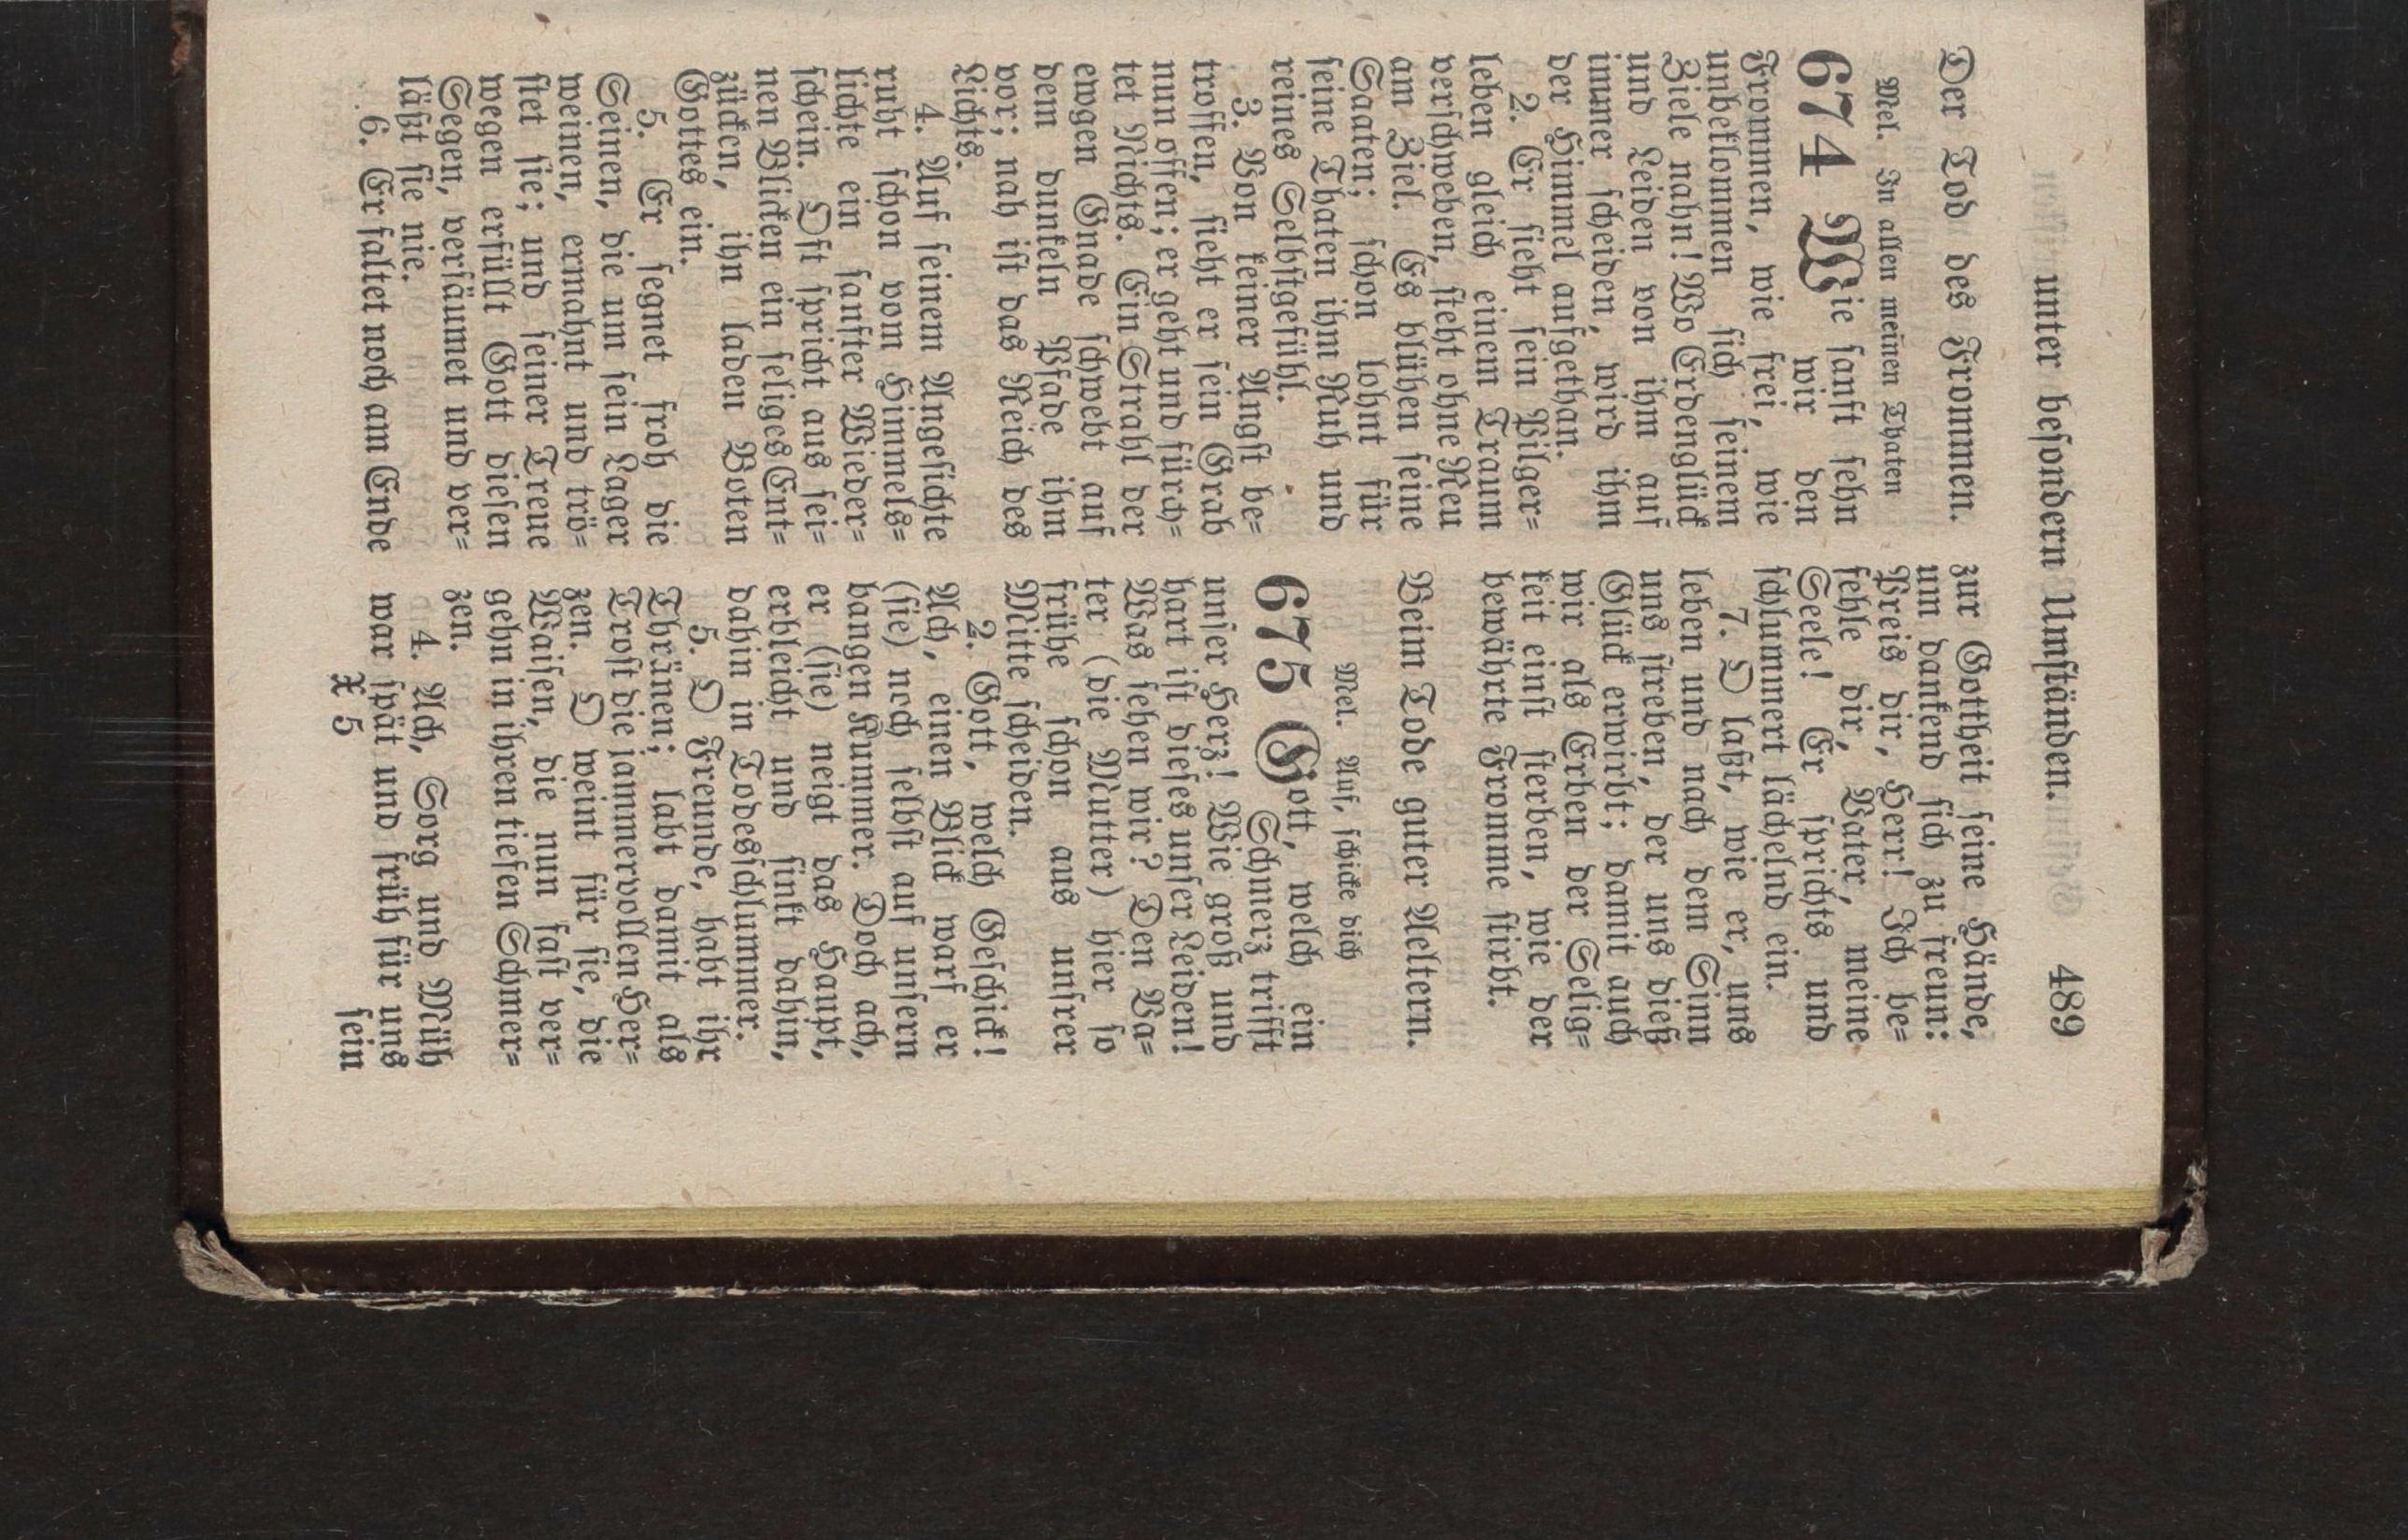 unter beſondern Umſtänden. 489
Der Tod des Frommen.
Mel. In allen meinen Thaten
674 Wie ſanft ſehn
wir den
Frommen, wie frei, wie
unbeklommen ſich ſeinem
Ziele nahn! Wo Erdenglück
und Leiden von ihm auf
immer ſcheiden, wird ihm
der Himmel aufgethan.
2. Er ſieht ſein Pilger=
leben gleich einem Traum
verſchweben, ſieht ohne Reu
am Ziel. Es blühen ſeine
Saaten; ſchon lohnt für
ſeine Thaten ihm Ruh und
reines Selbſtgefühl.
3. Von keiner Angſt be=
troffen, ſieht er ſein Grab
nun offen; er geht und fürch=
tet Nichts. Ein Strahl der
ewgen Gnade ſchwebt auf
dem dunkeln Pfade ihm
vor; nah iſt das Reich des
Lichts.
4. Auf ſeinem Angeſichte
ruht ſchon vom Himmels=
lichte ein ſanfter Wieder=
ſchein. Oft ſpricht aus ſei=
nen Blicken ein ſeliges Ent=
zücken, ihn laden Boten
Gottes ein.
5. Er ſegnet froh die
Seinen, die um ſein Lager
weinen, ermahnt und trö=
ſtet ſie; und ſeiner Treue
wegen erfüllt Gott dieſen
Segen, verſäumet und ver=
läßt ſie nie.
6. Er faltet noch am Ende
zur Gottheit ſeine Hände,
um dankend ſich zu freun:
Preis dir, Herr! Ich be=
fehle dir, Vater, meine
Seele! Er ſprichts und
ſchlummert lächelnd ein.
7. O laßt, wie er, uns
leben und nach dem Sinn
uns ſtreben, der uns dieß
Glück erwirbt; damit auch
wir als Erben der Selig=
keit einſt ſterben, wie der
bewährte Fromme ſtirbt.
Beim Tode guter Aeltern.
Mel. Auf, ſchicke dich
675 Gott, welch ein
Schmerz trifft
unſer Herz! Wie groß und
hart iſt dieſes unſer Leiden!
Was ſehen wir? Den Va=
ter (die Mutter) hier ſo
frühe ſchon aus unſrer
Mitte ſcheiden.
2. Gott, welch Geſchick!
Ach, einen Blick warf er
(ſie) noch ſelbſt auf unſern
bangen Kummer. Doch ach,
er (ſie) neigt das Haupt,
erbleicht und ſinkt dahin,
dahin in Todesſchlummer.
5. O Freunde, habt ihr
Thränen; labt damit als
Troſt die jammervollen Her=
zen. O weint für ſie, die
Waiſen, die nun faſt ver=
gehn in ihren tiefen Schmer=
zen.
4. Ach, Sorg und Müh
war ſpät und früh für uns
X 5 ſein